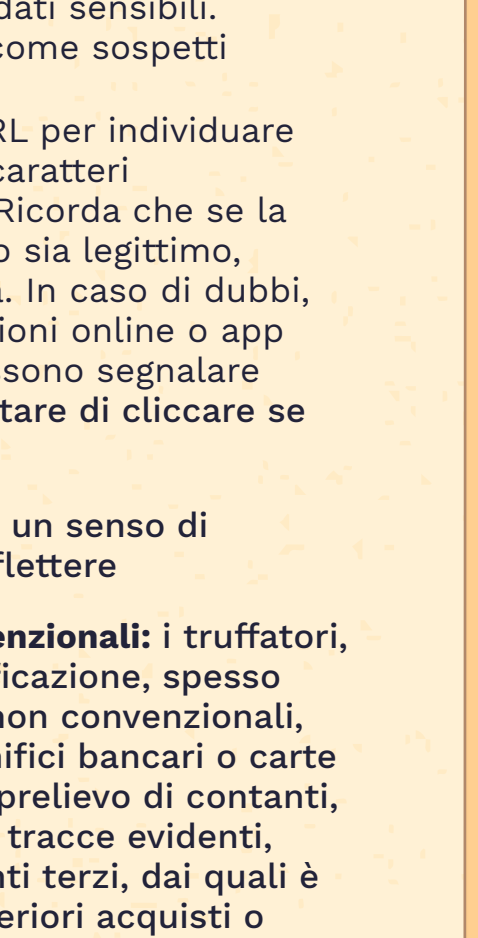 dati sensibili.
come sospetti
RL per individuare
caratteri
Ricorda che se la
o sia legittimo,
. In caso di dubbi,
ioni online o app
ssono segnalare
tare di cliccare se
un senso di
flettere
enzionali: i truffatori,
ficazione, spesso
non convenzionali,
nifici bancari o carte
prelievo di contanti,
tracce evidenti,
nti terzi, dai quali è
eriori acquisti o